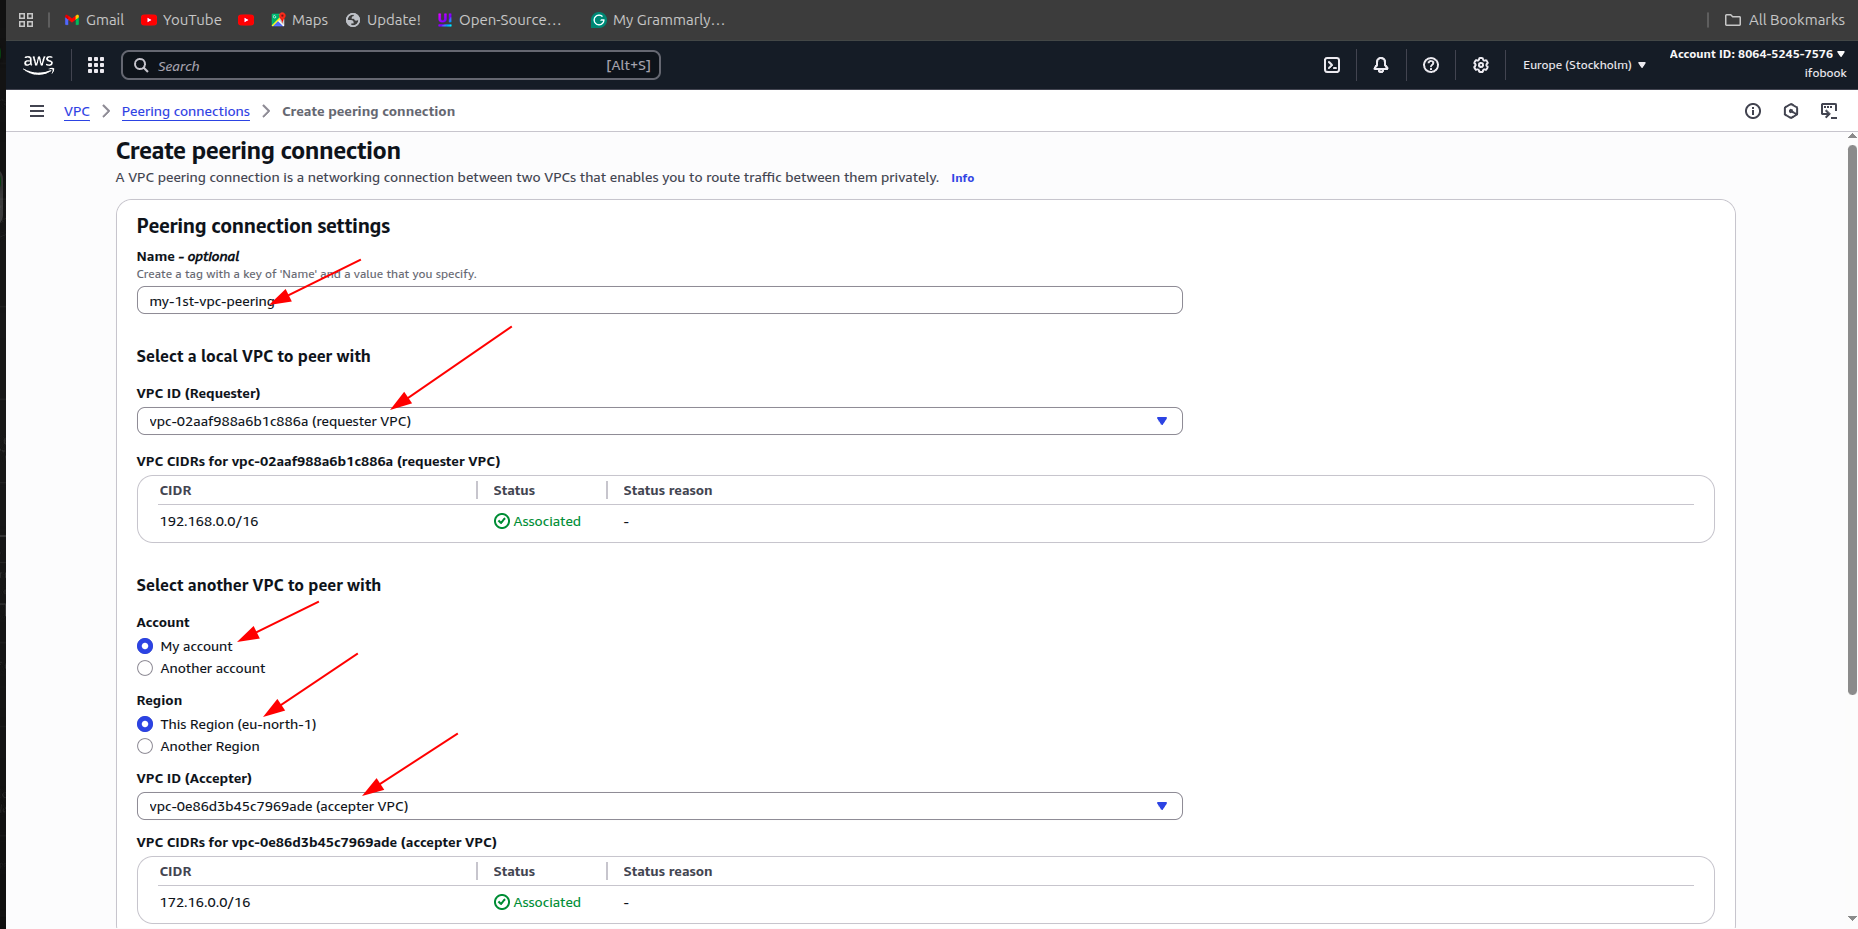 Gmail YouTube Maps Update! Open-Source... My Grammarly... All Bookmarks
aws Search [Alt+S] Europe (Stockholm) Account ID: 8064-5245-7576
ifobook
VPC Peering connections Create peering connection
Create peering connection
A VPC peering connection is a networking connection between two VPCs that enables you to route traffic between them privately. Info
Peering connection settings
Name - optional
Create a tag with a key of 'Name' and a value that you specify.
my-1st-vpc-peering
Select a local VPC to peer with
VPC ID (Requester)
vpc-02aaf988a6b1c886a (requester VPC)
VPC CIDRs for vpc-02aaf988a6b1c886a (requester VPC)
CIDR Status Status reason
192.168.0.0/16 Associated -
Select another VPC to peer with
Account
My account
Another account
Region
This Region (eu-north-1)
Another Region
VPC ID (Accepter)
vpc-0e86d3b45c7969ade (accepter VPC)
VPC CIDRs for vpc-0e86d3b45c7969ade (accepter VPC)
CIDR Status Status reason
172.16.0.0/16 Associated -